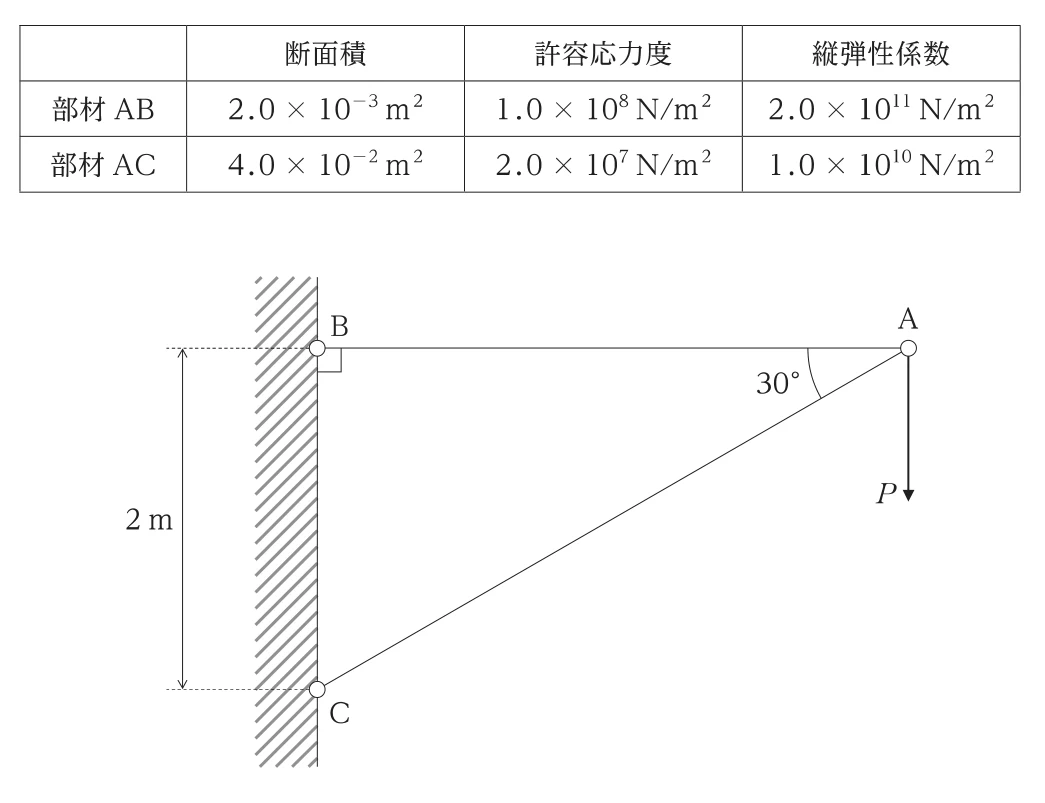 断面積 許容応力度 縦弾性係数
部材 AB 2.0 × 10⁻³ m² 1.0 × 10⁸ N/m² 2.0 × 10¹¹ N/m²
部材 AC 4.0 × 10⁻² m² 2.0 × 10⁷ N/m² 1.0 × 10¹⁰ N/m²
B
A
30°
P
2 m
C